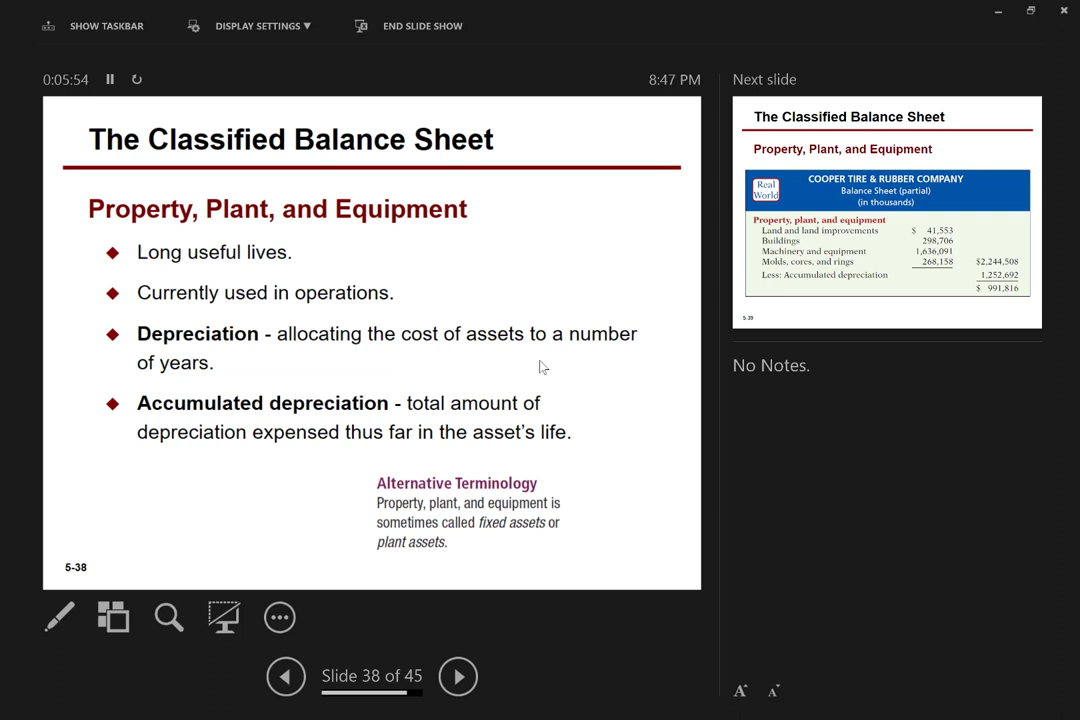 SHOW TASKBAR
DISPLAY SETTINGS ▼
END SLIDE SHOW
0:05:54
8:47 PM
The Classified Balance Sheet
Property, Plant, and Equipment
Long useful lives.
Currently used in operations.
Depreciation - allocating the cost of assets to a number
of years.
Accumulated depreciation - total amount of
depreciation expensed thus far in the asset's life.
Alternative Terminology
Property, plant, and equipment is
sometimes called fixed assets or
plant assets.
5-38
Slide 38 of 45
Next slide
The Classified Balance Sheet
Property, Plant, and Equipment
Real
World
COOPER TIRE & RUBBER COMPANY
Balance Sheet (partial)
(in thousands)
Property, plant, and equipment
Land and land improvements $ 41,553
Buildings 298,706
Machinery and equipment 1,636,091
Molds, cores, and rings 268,158 $2,244,508
Less: Accumulated depreciation 1,252,692
$ 991,816
5-39
No Notes.
A A